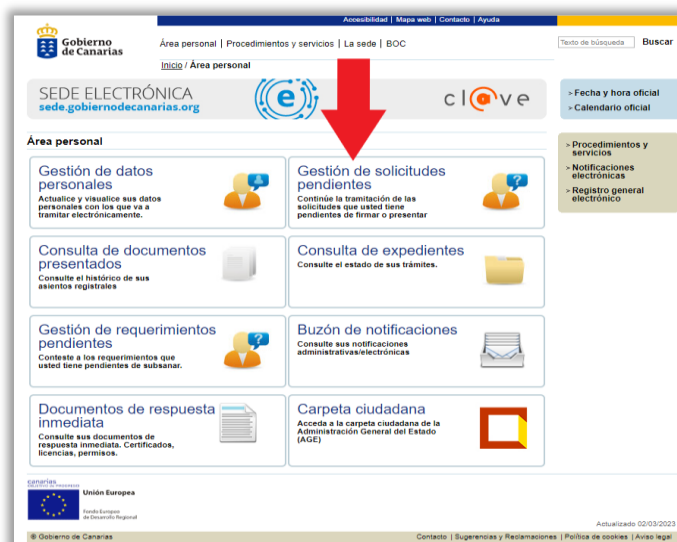 Accesibilidad | Mapa web | Contacto | Ayuda
Gobierno
de Canarias
Área personal | Procedimientos y servicios | La sede | BOC
Texto de búsqueda Buscar
Inicio / Área personal
SEDE ELECTRÓNICA
sede.gobiernodecanarias.org
e
cl@ve
> Fecha y hora oficial
> Calendario oficial
Área personal
Gestión de datos
personales
Actualice y visualice sus datos
personales con los que va a
tramitar electrónicamente.
Gestión de solicitudes
pendientes
Continúe la tramitación de las
solicitudes que usted tiene
pendientes de firmar o presentar
> Procedimientos y
servicios
> Notificaciones
electrónicas
> Registro general
electrónico
Consulta de documentos
presentados
Consulte el histórico de sus
asientos registrales
Consulta de expedientes
Consulte el estado de sus trámites.
Gestión de requerimientos
pendientes
Conteste a los requerimientos que
usted tiene pendientes de subsanar.
Buzón de notificaciones
Consulte sus notificaciones
administrativas/electrónicas
Documentos de respuesta
inmediata
Consulte sus documentos de
respuesta inmediata. Certificados,
licencias, permisos.
Carpeta ciudadana
Acceda a la carpeta ciudadana de la
Administración General del Estado
(AGE)
canarias
Unión Europea
Fondo Europeo
de Desarrollo Regional
Actualizado 02/03/2023
© Gobierno de Canarias
Contacto | Sugerencias y Reclamaciones | Política de cookies | Aviso legal